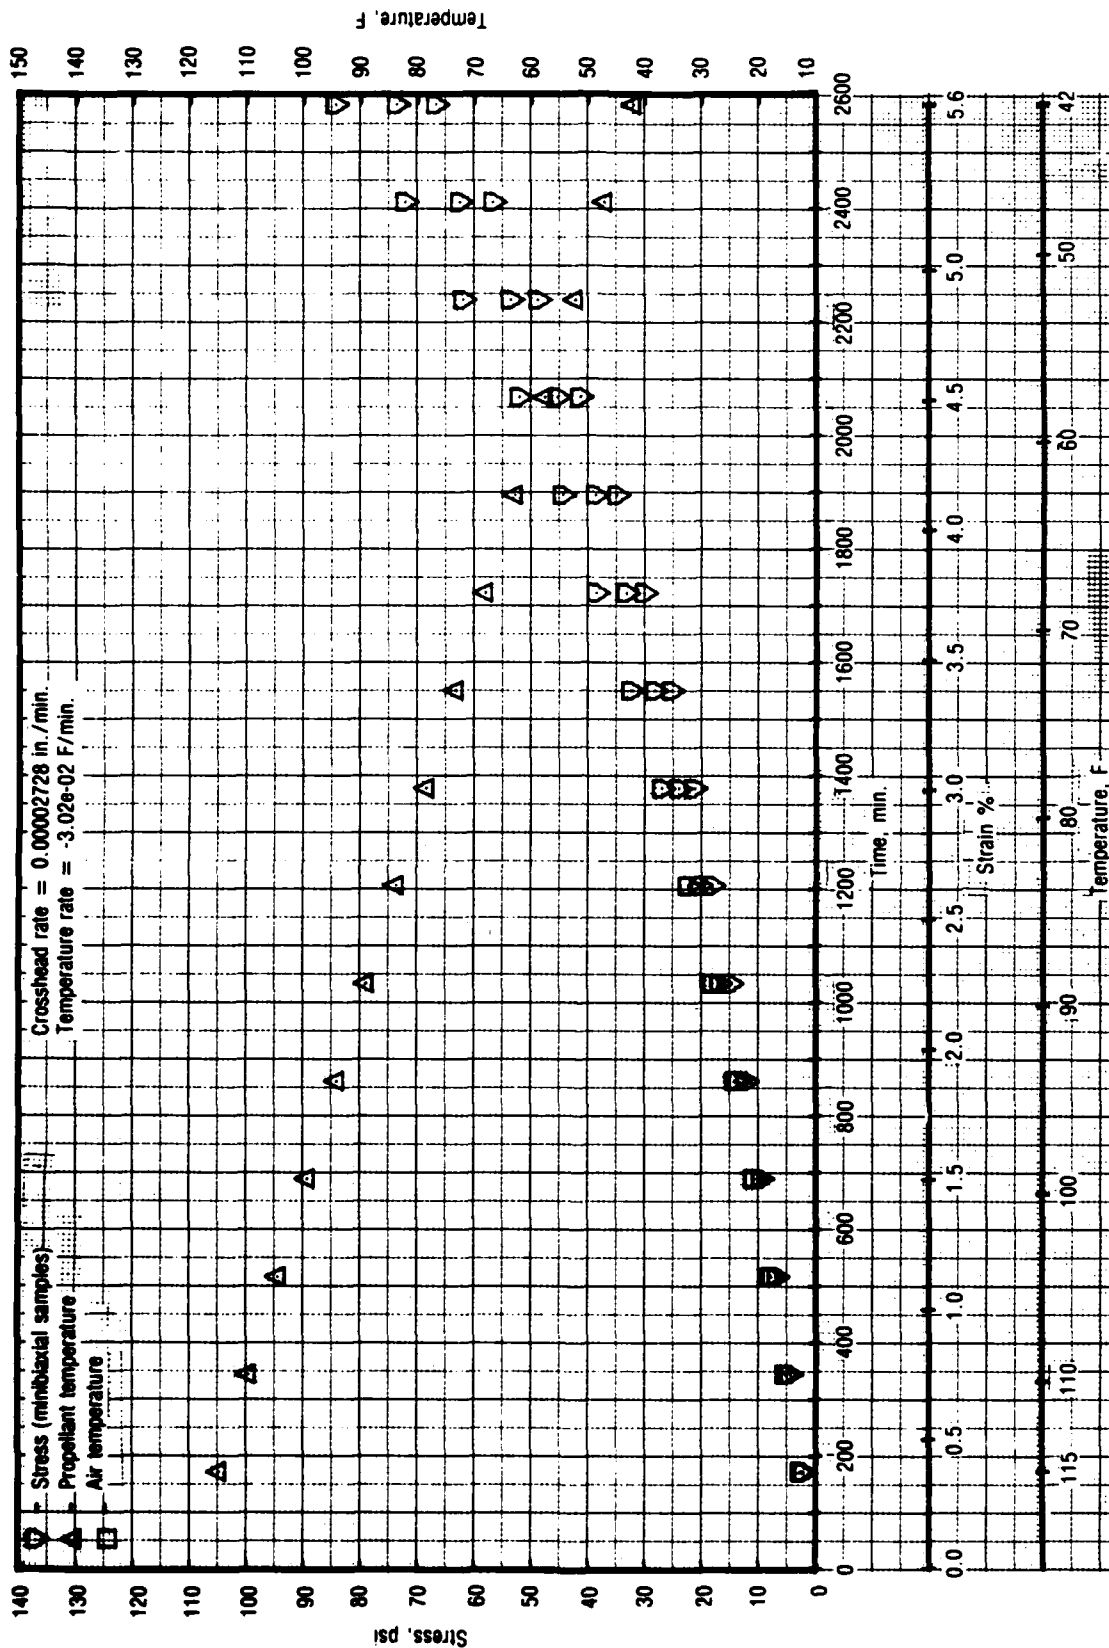 Stress (minibiaxial samples)
Propellant temperature
Air temperature
Crosshead rate = 0.00002728 in./min.
Temperature rate = -3.02e-02 F/min.
Stress, psi
140
130
120
110
100
90
80
70
60
50
40
30
20
10
0
Temperature, F
150
140
130
120
110
100
90
80
70
60
50
40
30
20
10
0 200 400 600 800 1000 1200 1400 1600 1800 2000 2200 2400 2600
Time, min.
0.0 0.5 1.0 1.5 2.0 2.5 3.0 3.5 4.0 4.5 5.0 5.6
Strain %
115 110 100 90 80 70 60 50 42
Temperature, F